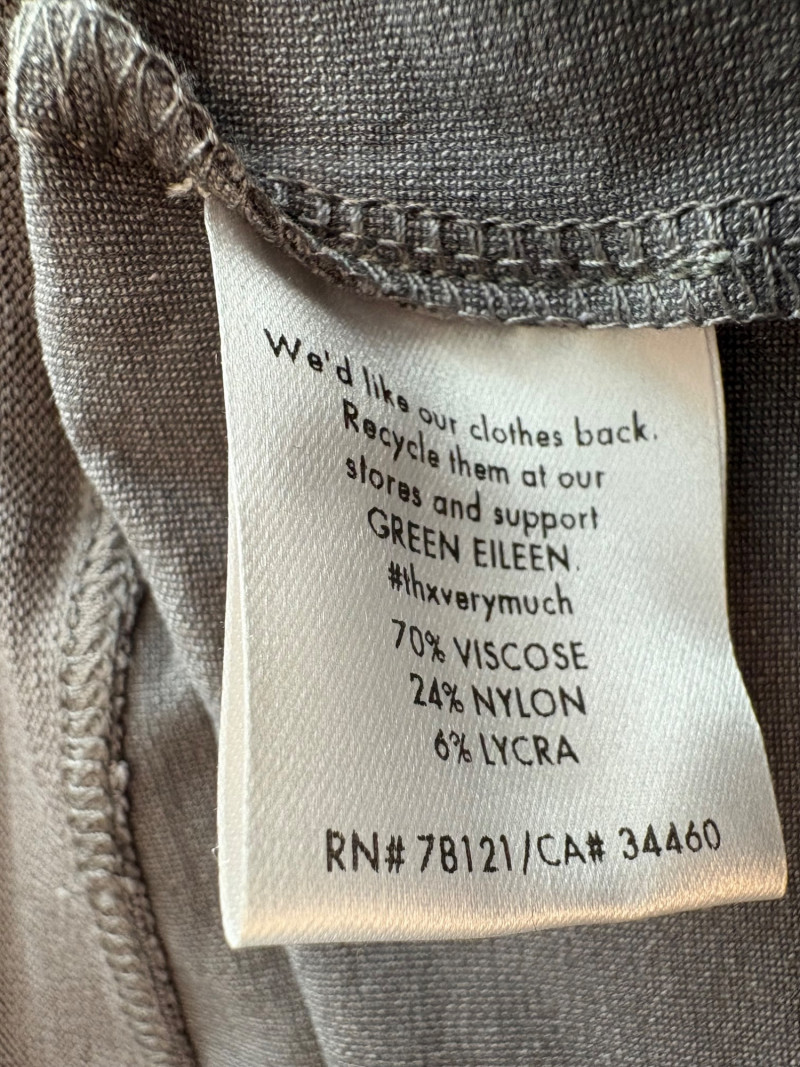 We'd like our clothes back.
Recycle them at our
stores and support
GREEN EILEEN.
#thxverymuch
70% VISCOSE
24% NYLON
6% LYCRA
RN# 78121/CA# 34460